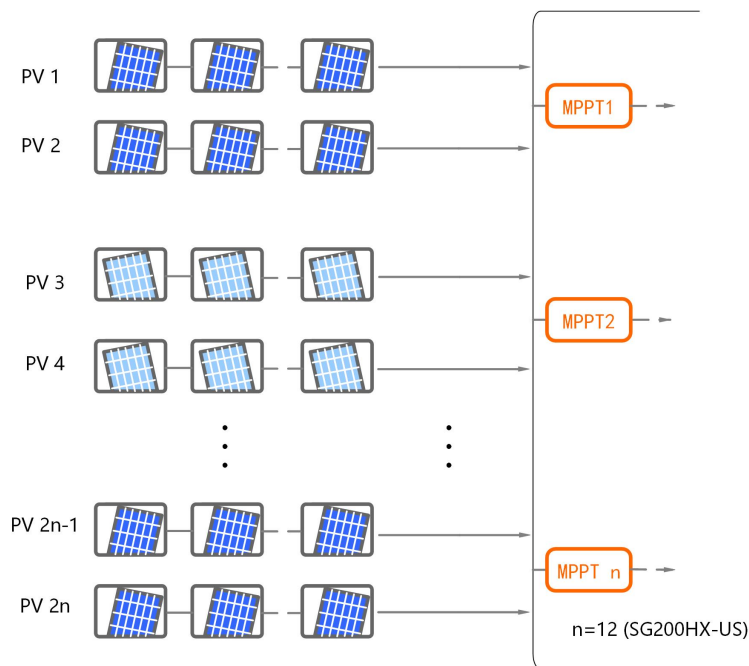 PV 1
MPPT1
PV 2
PV 3
MPPT2
PV 4
PV 2n-1
MPPT n
PV 2n
n=12 (SG200HX-US)